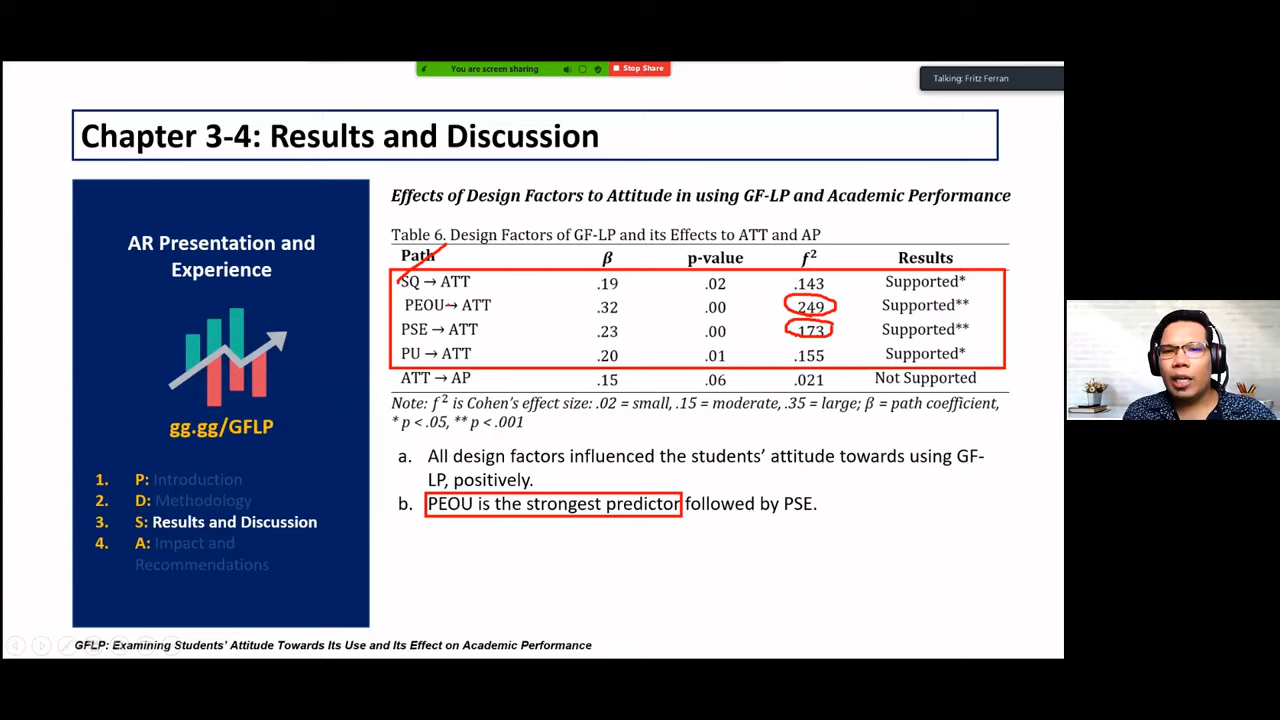 You are screen sharing
Stop Share
Talking: Fritz Ferran
Chapter 3-4: Results and Discussion
AR Presentation and
Experience
gg.gg/GFLP
1. P: Introduction
2. D: Methodology
3. S: Results and Discussion
4. A: Impact and
Recommendations
Effects of Design Factors to Attitude in using GF-LP and Academic Performance
Table 6. Design Factors of GF-LP and its Effects to ATT and AP
Path β p-value f² Results
SQ → ATT .19 .02 .143 Supported*
PEOU → ATT .32 .00 .249 Supported**
PSE → ATT .23 .00 .173 Supported**
PU → ATT .20 .01 .155 Supported*
ATT → AP .15 .06 .021 Not Supported
Note: f² is Cohen's effect size: .02 = small, .15 = moderate, .35 = large; β = path coefficient,
* p < .05, ** p < .001
a. All design factors influenced the students' attitude towards using GF-
LP, positively.
b. PEOU is the strongest predictor followed by PSE.
GFLP: Examining Students' Attitude Towards Its Use and Its Effect on Academic Performance